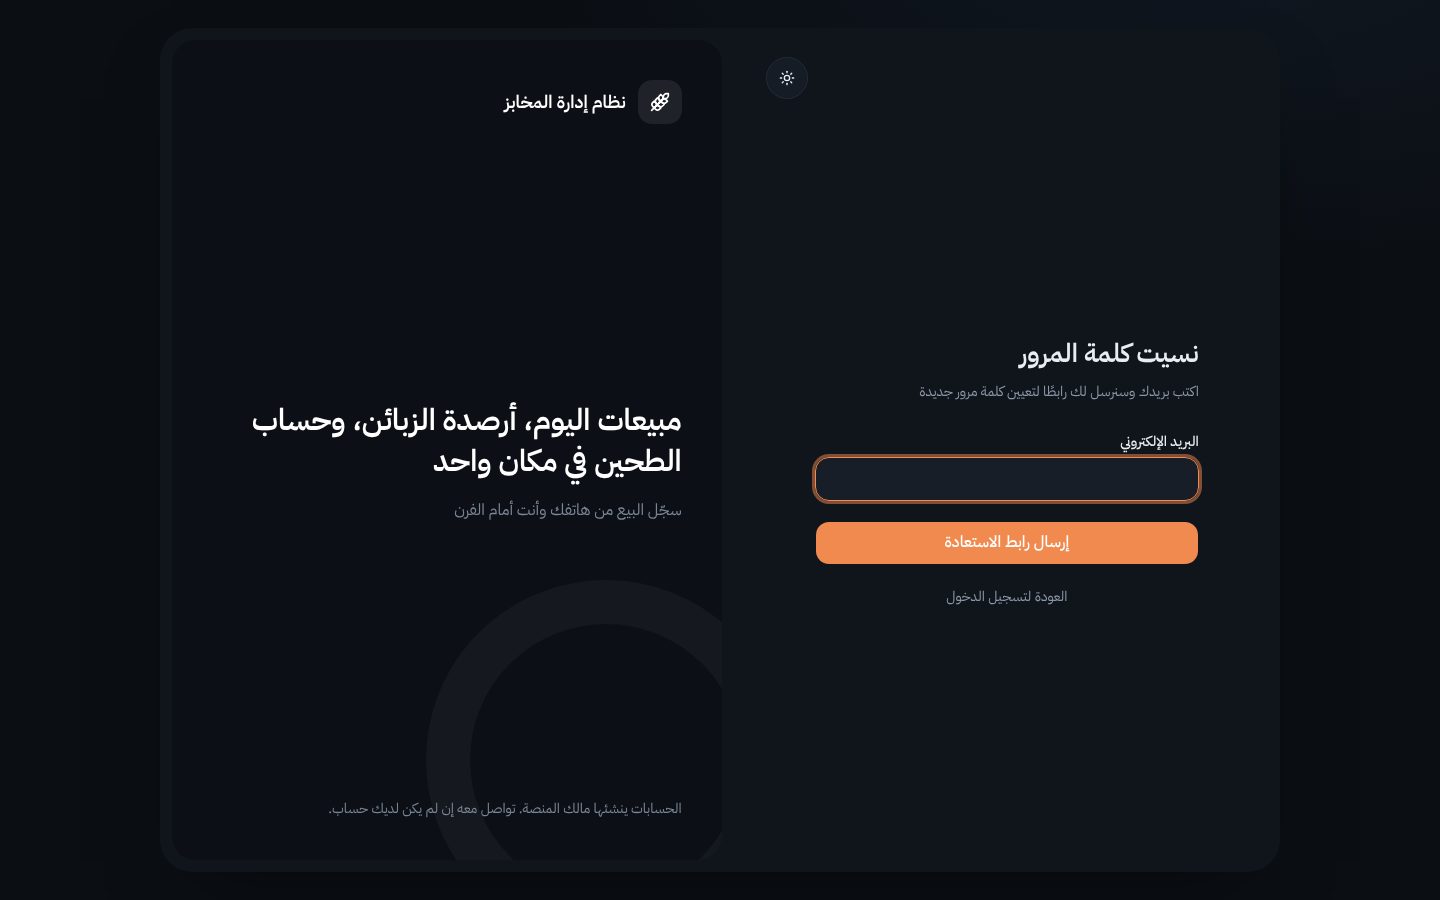 نظام إدارة المخابز
مبيعات اليوم، أرصدة الزبائن، وحساب
الطحين في مكان واحد
سجّل البيع من هاتفك وأنت أمام الفرن
الحسابات ينشئها مالك المنصة. تواصل معه إن لم يكن لديك حساب.
نسيت كلمة المرور
اكتب بريدك وسنرسل لك رابطًا لتعيين كلمة مرور جديدة
البريد الإلكتروني
إرسال رابط الاستعادة
العودة لتسجيل الدخول